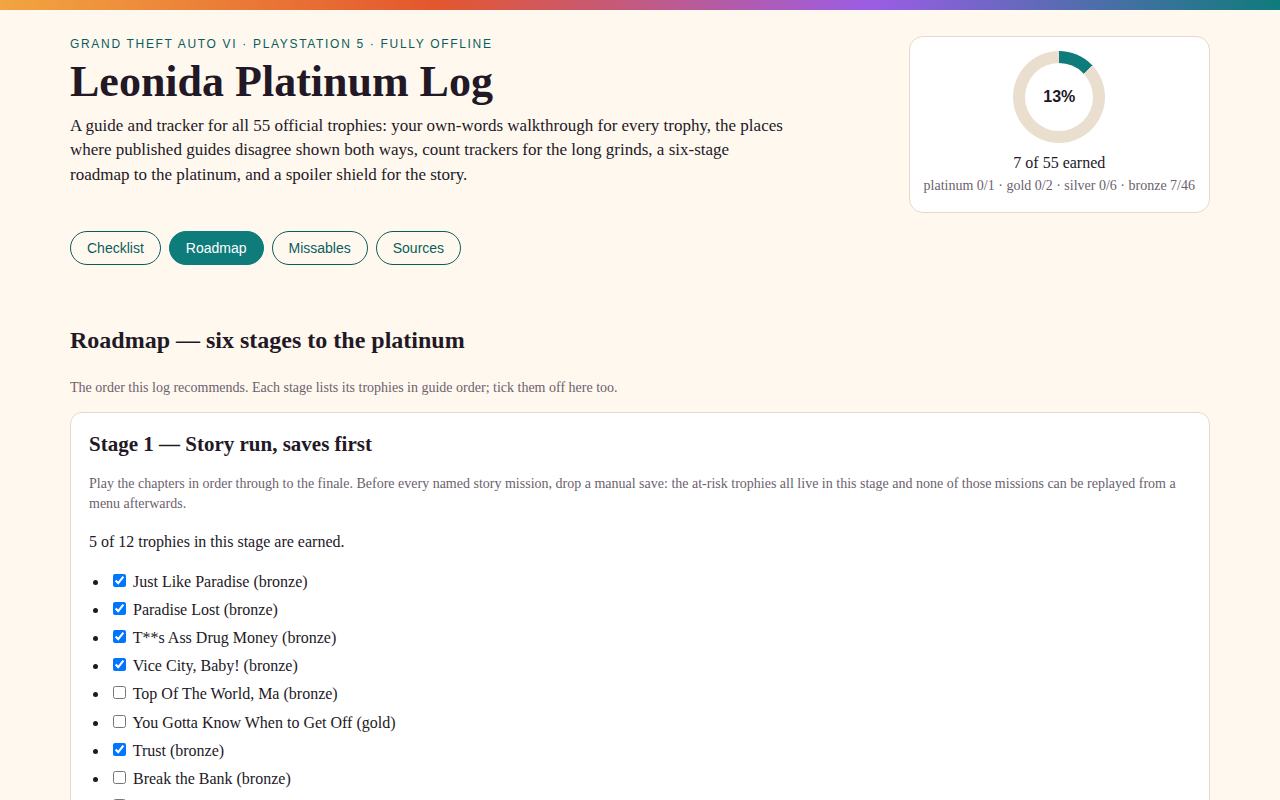 GRAND THEFT AUTO VI · PLAYSTATION 5 · FULLY OFFLINE
Leonida Platinum Log
A guide and tracker for all 55 official trophies: your own-words walkthrough for every trophy, the places
where published guides disagree shown both ways, count trackers for the long grinds, a six-stage
roadmap to the platinum, and a spoiler shield for the story.
13%
7 of 55 earned
platinum 0/1 · gold 0/2 · silver 0/6 · bronze 7/46
Checklist
Roadmap
Missables
Sources
Roadmap — six stages to the platinum
The order this log recommends. Each stage lists its trophies in guide order; tick them off here too.
Stage 1 — Story run, saves first
Play the chapters in order through to the finale. Before every named story mission, drop a manual save: the at-risk trophies all live in this stage and none of those missions can be replayed from a
menu afterwards.
5 of 12 trophies in this stage are earned.
Just Like Paradise (bronze)
Paradise Lost (bronze)
T**s Ass Drug Money (bronze)
Vice City, Baby! (bronze)
Top Of The World, Ma (bronze)
You Gotta Know When to Get Off (gold)
Trust (bronze)
Break the Bank (bronze)